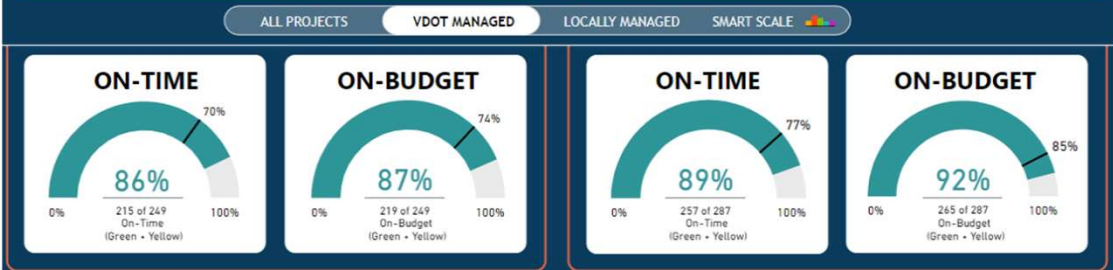 ALL PROJECTS VDOT MANAGED LOCALLY MANAGED SMART SCALE
ON-TIME
70%
86%
0% 100%
215 of 249
On-Time
(Green + Yellow)
ON-BUDGET
74%
87%
0% 100%
219 of 249
On-Budget
(Green + Yellow)
ON-TIME
77%
89%
0% 100%
257 of 287
On-Time
(Green + Yellow)
ON-BUDGET
85%
92%
0% 100%
265 of 287
On-Budget
(Green + Yellow)